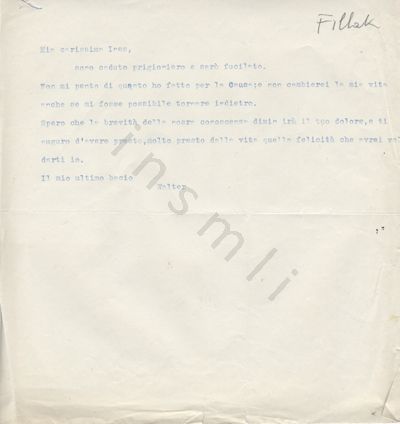 Fillak
Mia carissima Ines,
sono caduto prigioniero e sarò fucilato.
Non mi pento di quanto ho fatto per la Causa,e non cambierei la mia vita
anche se mi fosse possibile tornare indietro.
Spero che la brevità della nostra conoscenza diminuirà il tuo dolore,e ti
auguro d'avere presto,molto presto dalla vita quella felicità che avrei vol
darti io.
Il mio ultimo bacio
Walter
insmli